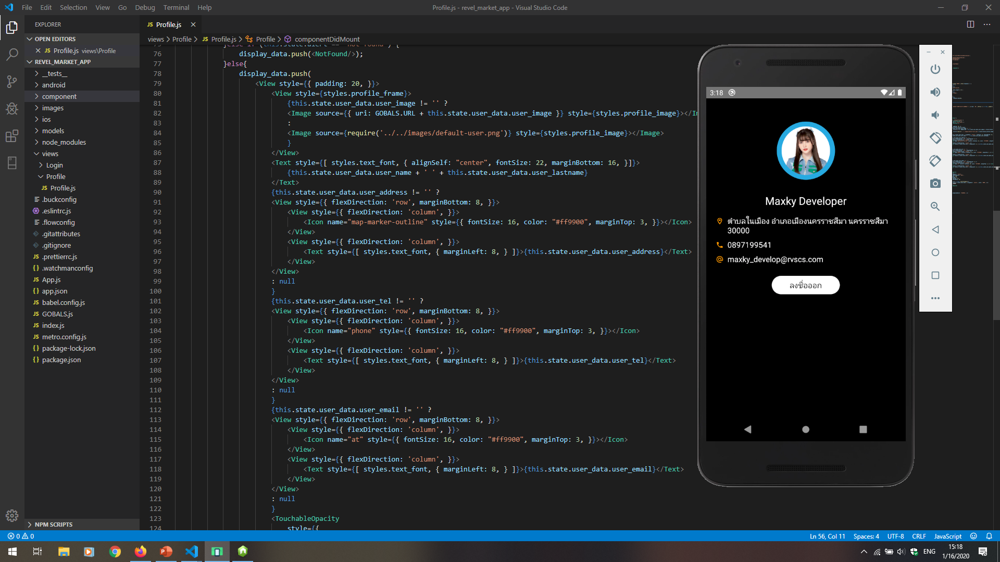 File Edit Selection View Go Debug Terminal Help
Profile.js - revel_market_app - Visual Studio Code
EXPLORER
OPEN EDITORS
JS Profile.js views\Profile
REVEL_MARKET_APP
__tests__
android
component
images
ios
models
node_modules
views
Login
Profile
JS Profile.js
.buckconfig
.eslintrc.js
.flowconfig
.gitattributes
.gitignore
JS .prettierrc.js
{} .watchmanconfig
JS App.js
{} app.json
JS babel.config.js
JS GOBALS.js
JS index.js
JS metro.config.js
{} package-lock.json
{} package.json
NPM SCRIPTS
JS Profile.js
views > Profile > JS Profile.js > Profile > componentDidMount
76 display_data.push(<NotFound/>);
77 }else{
78 display_data.push(
79 <View style={{ padding: 20, }}>
80 <View style={styles.profile_frame}>
81 {this.state.user_data.user_image != '' ?
82 <Image source={{ uri: GOBALS.URL + this.state.user_data.user_image }} style={styles.profile_image}></I
83 :
84 <Image source={require('../../images/default-user.png')} style={styles.profile_image}></Image>
85 }
86 </View>
87 <Text style={[ styles.text_font, { alignSelf: "center", fontSize: 22, marginBottom: 16, }]}>
88 {this.state.user_data.user_name + ' ' + this.state.user_data.user_lastname}
89 </Text>
90 {this.state.user_data.user_address != '' ?
91 <View style={{ flexDirection: 'row', marginBottom: 8, }}>
92 <View style={{ flexDirection: 'column', }}>
93 <Icon name="map-marker-outline" style={{ fontSize: 16, color: "#ff9900", marginTop: 3, }}></Icon>
94 </View>
95 <View style={{ flexDirection: 'column', }}>
96 <Text style={[ styles.text_font, { marginLeft: 8, } ]}>{this.state.user_data.user_address}</Text>
97 </View>
98 </View>
99 : null
100 }
101 {this.state.user_data.user_tel != '' ?
102 <View style={{ flexDirection: 'row', marginBottom: 8, }}>
103 <View style={{ flexDirection: 'column', }}>
104 <Icon name="phone" style={{ fontSize: 16, color: "#ff9900", marginTop: 3, }}></Icon>
105 </View>
106 <View style={{ flexDirection: 'column', }}>
107 <Text style={[ styles.text_font, { marginLeft: 8, } ]}>{this.state.user_data.user_tel}</Text>
108 </View>
109 </View>
110 : null
111 }
112 {this.state.user_data.user_email != '' ?
113 <View style={{ flexDirection: 'row', marginBottom: 8, }}>
114 <View style={{ flexDirection: 'column', }}>
115 <Icon name="at" style={{ fontSize: 16, color: "#ff9900", marginTop: 3, }}></Icon>
116 </View>
117 <View style={{ flexDirection: 'column', }}>
118 <Text style={[ styles.text_font, { marginLeft: 8, } ]}>{this.state.user_data.user_email}</Text>
119 </View>
120 </View>
121 : null
122 }
123 <TouchableOpacity
124 style={{
3:18
Maxky Developer
ตำบลในเมือง อำเภอเมืองนครราชสีมา นครราชสีมา
30000
0897199541
maxky_develop@rvscs.com
ลงชื่อออก
0 0
Ln 56, Col 11 Spaces: 4 UTF-8 CRLF JavaScript
ENG
15:18
1/16/2020